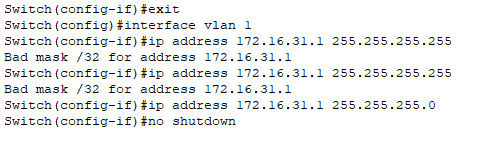 Switch(config-if)#exit
Switch(config)#interface vlan 1
Switch(config-if)#ip address 172.16.31.1 255.255.255.255
Bad mask /32 for address 172.16.31.1
Switch(config-if)#ip address 172.16.31.1 255.255.255.255
Bad mask /32 for address 172.16.31.1
Switch(config-if)#ip address 172.16.31.1 255.255.255.0
Switch(config-if)#no shutdown